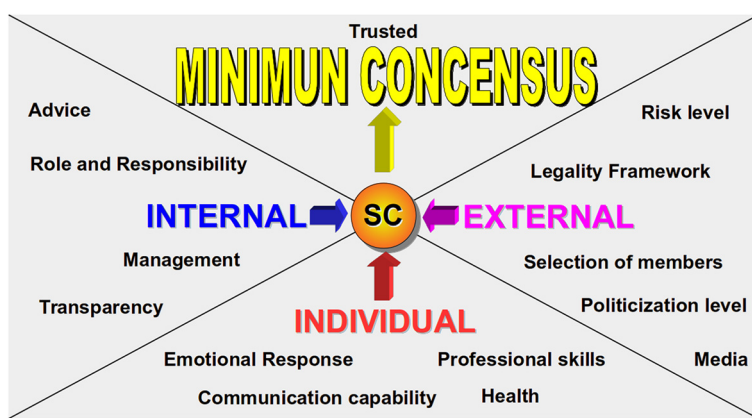 Trusted
MINIMUN CONCENSUS
Advice
Risk level
Role and Responsibility
Legality Framework
INTERNAL
SC
EXTERNAL
Management
Selection of members
Transparency
Politicization level
INDIVIDUAL
Emotional Response
Professional skills
Media
Communication capability
Health